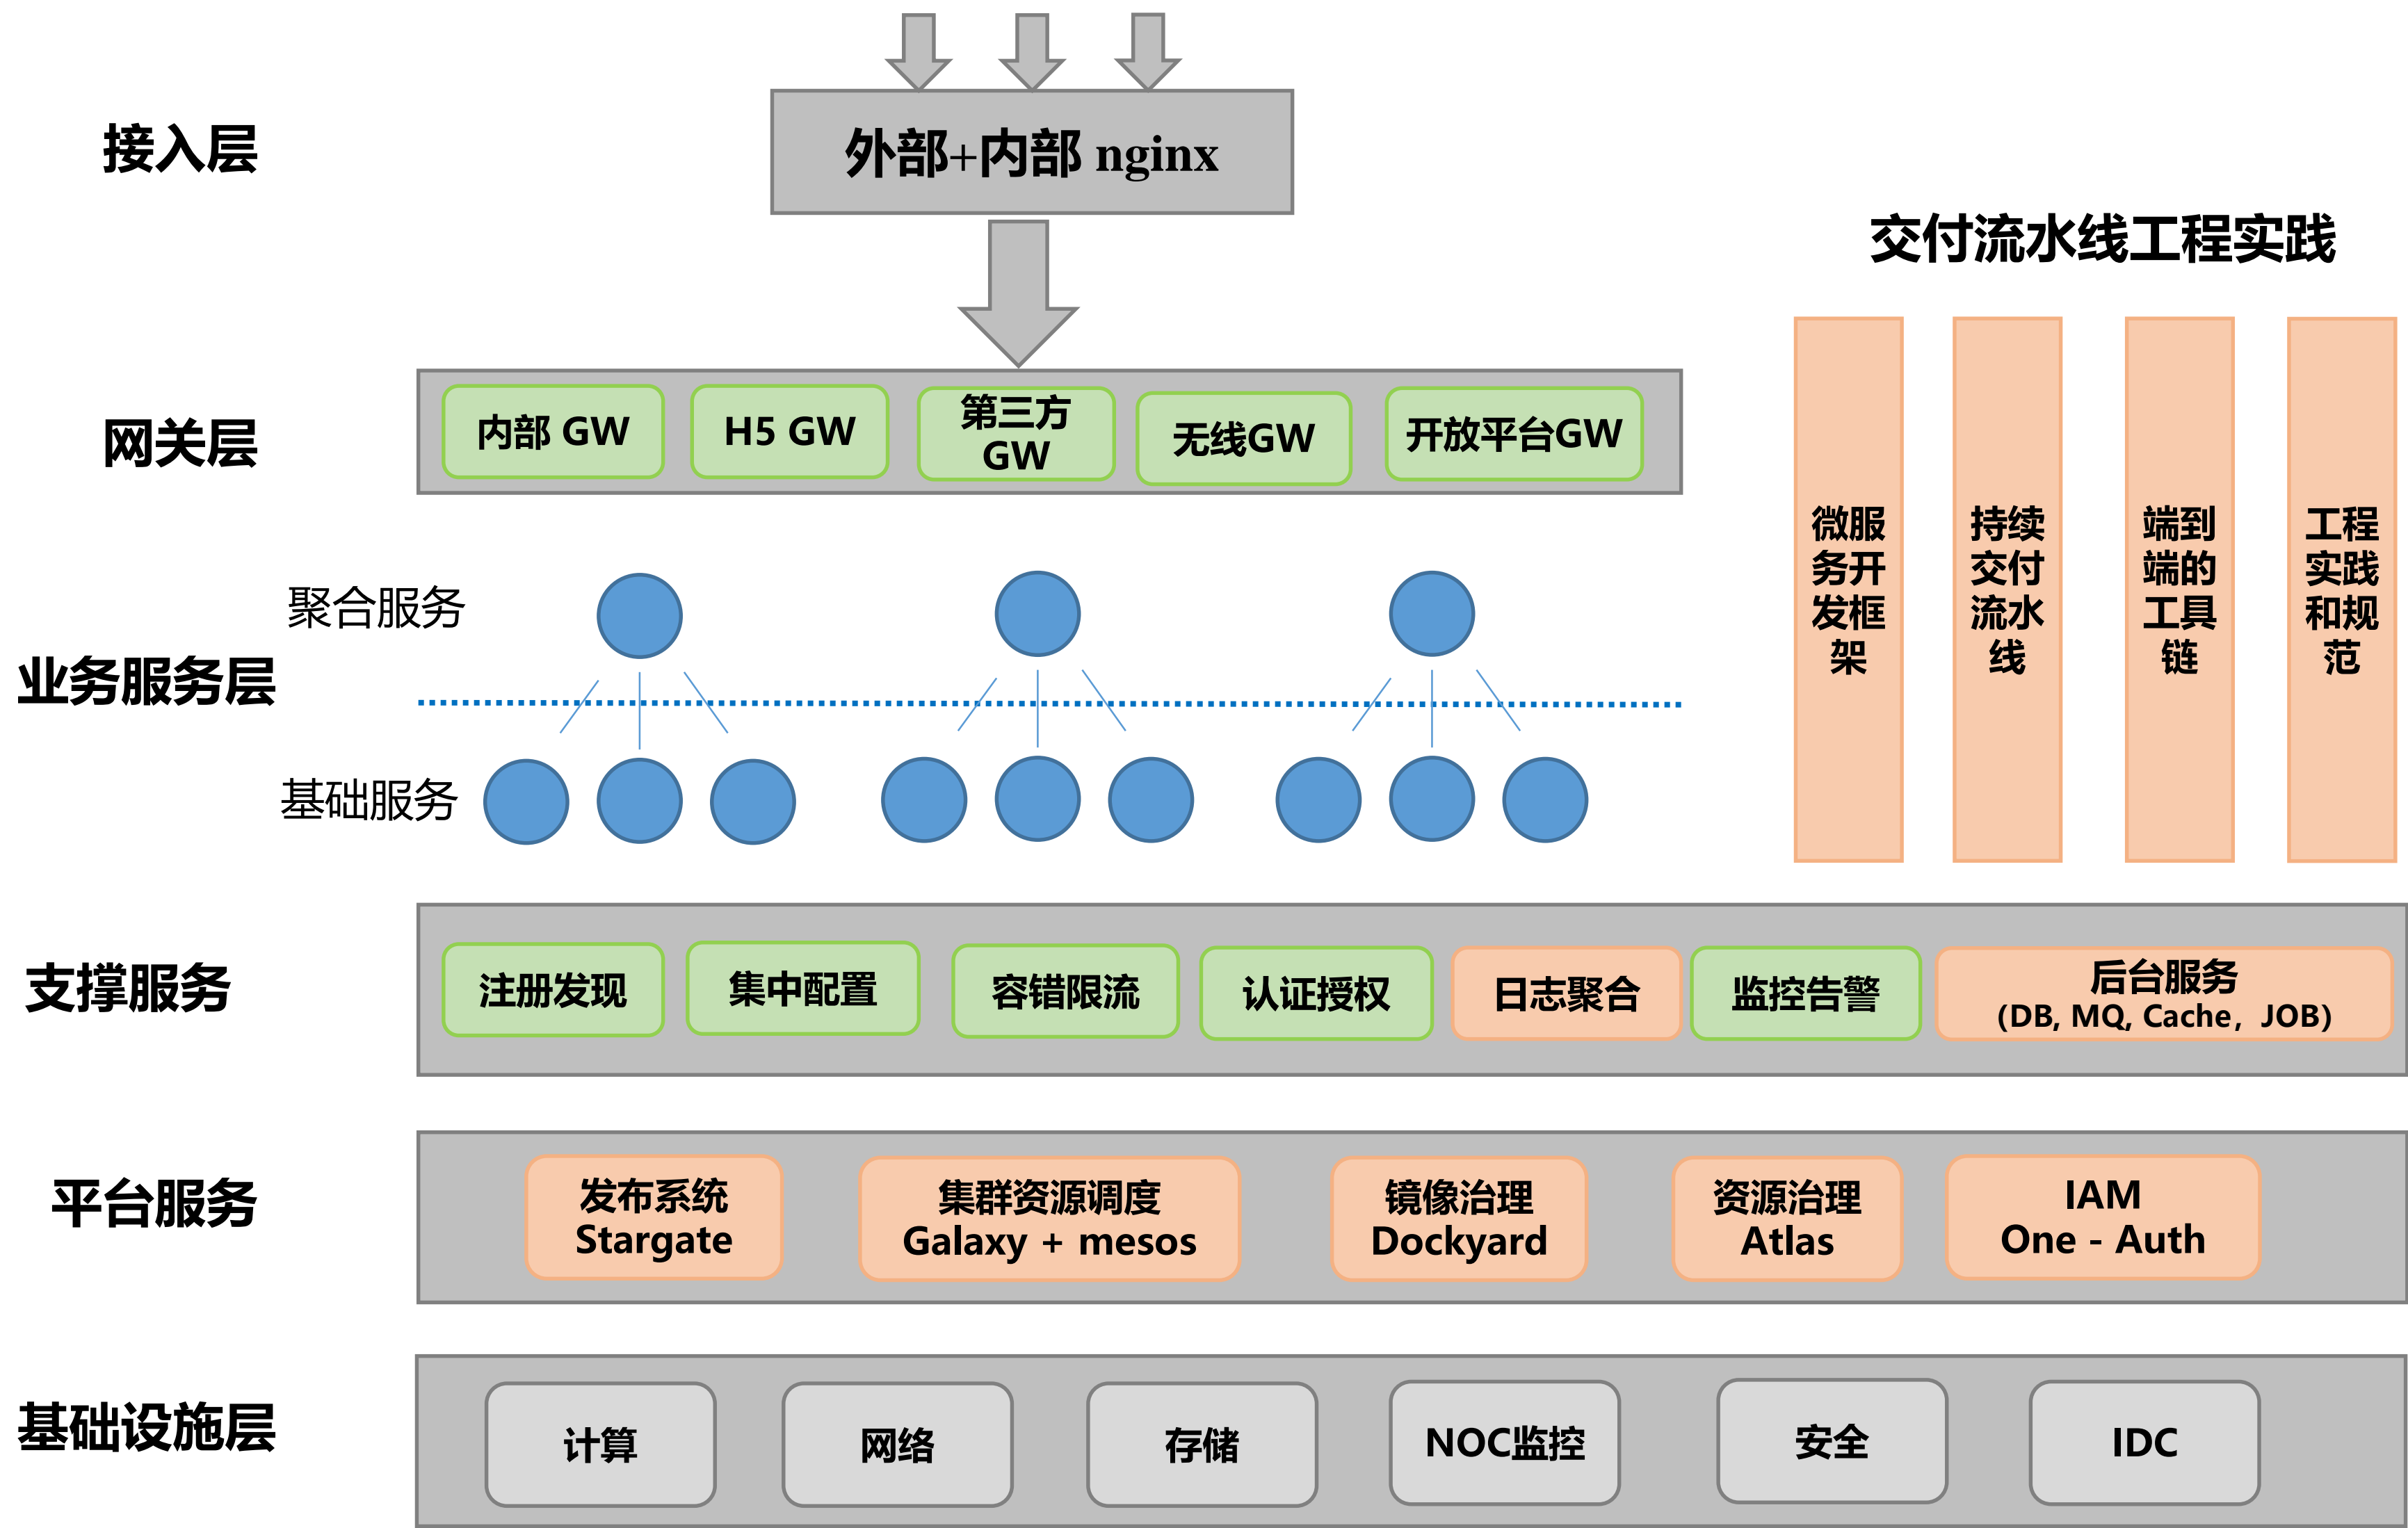 接入层
外部+内部 nginx
交付流水线工程实践
网关层
内部 GW
H5 GW
第三方
GW
无线GW
开放平台GW
微服
务开
发框
架
持续
交付
流水
线
端到
端的
工具
链
工程
实践
和规
范
聚合服务
业务服务层
基础服务
支撑服务
注册发现
集中配置
容错限流
认证授权
日志聚合
监控告警
后台服务
(DB, MQ, Cache，JOB)
平台服务
发布系统
Stargate
集群资源调度
Galaxy + mesos
镜像治理
Dockyard
资源治理
Atlas
IAM
One - Auth
基础设施层
计算
网络
存储
NOC监控
安全
IDC